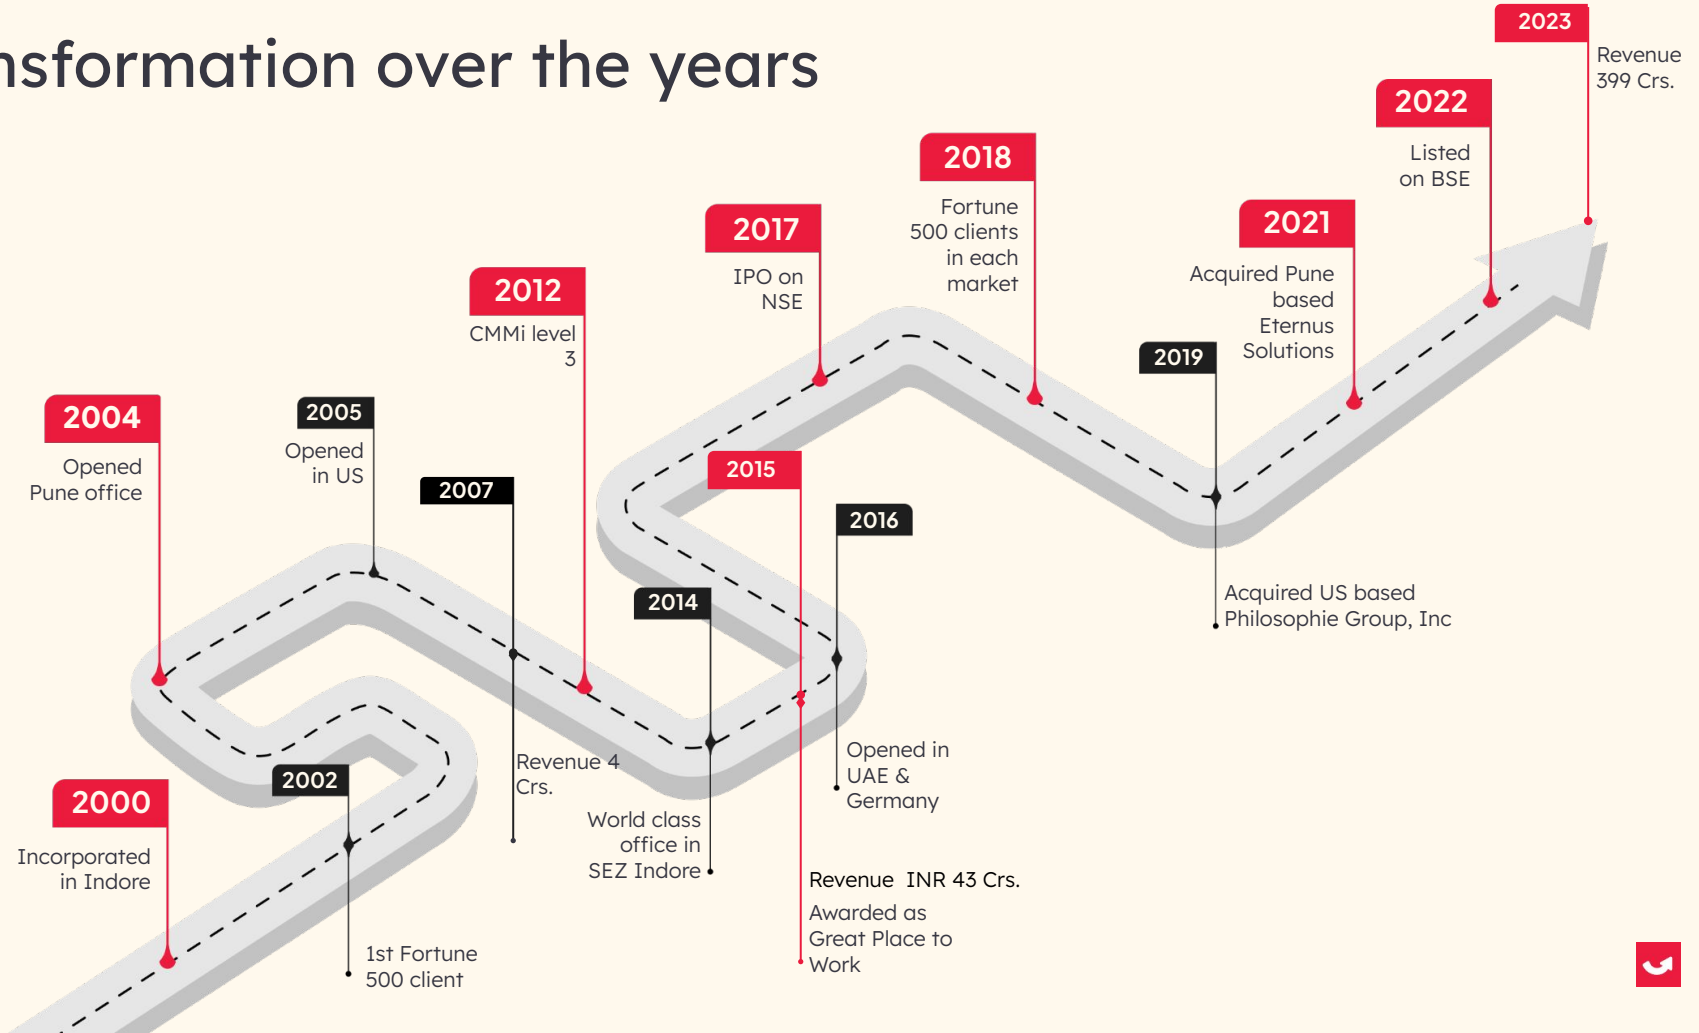 nsformation over the years
2000
Incorporated
in Indore
2002
1st Fortune
500 client
2004
Opened
Pune office
2005
Opened
in US
2007
Revenue 4
Crs.
2012
CMMi level
3
2014
World class
office in
SEZ Indore
2015
Revenue INR 43 Crs.
Awarded as
Great Place to
Work
2016
Opened in
UAE &
Germany
2017
IPO on
NSE
2018
Fortune
500 clients
in each
market
2019
Acquired US based
Philosophie Group, Inc
2021
Acquired Pune
based
Eternus
Solutions
2022
Listed
on BSE
2023
Revenue
399 Crs.